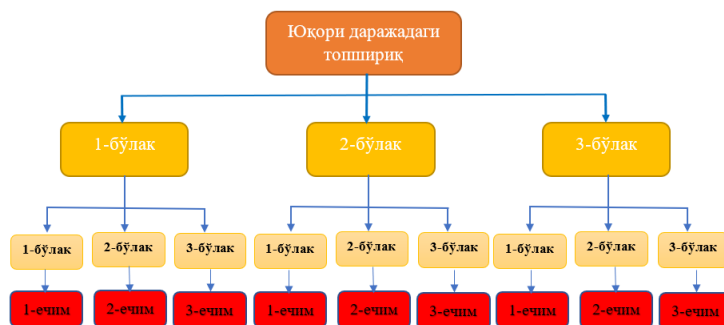 Юқори даражадаги
топшириқ
1-бўлак
2-бўлак
3-бўлак
1-бўлак
2-бўлак
3-бўлак
1-бўлак
2-бўлак
3-бўлак
1-бўлак
2-бўлак
3-бўлак
1-ечим
2-ечим
3-ечим
1-ечим
2-ечим
3-ечим
1-ечим
2-ечим
3-ечим